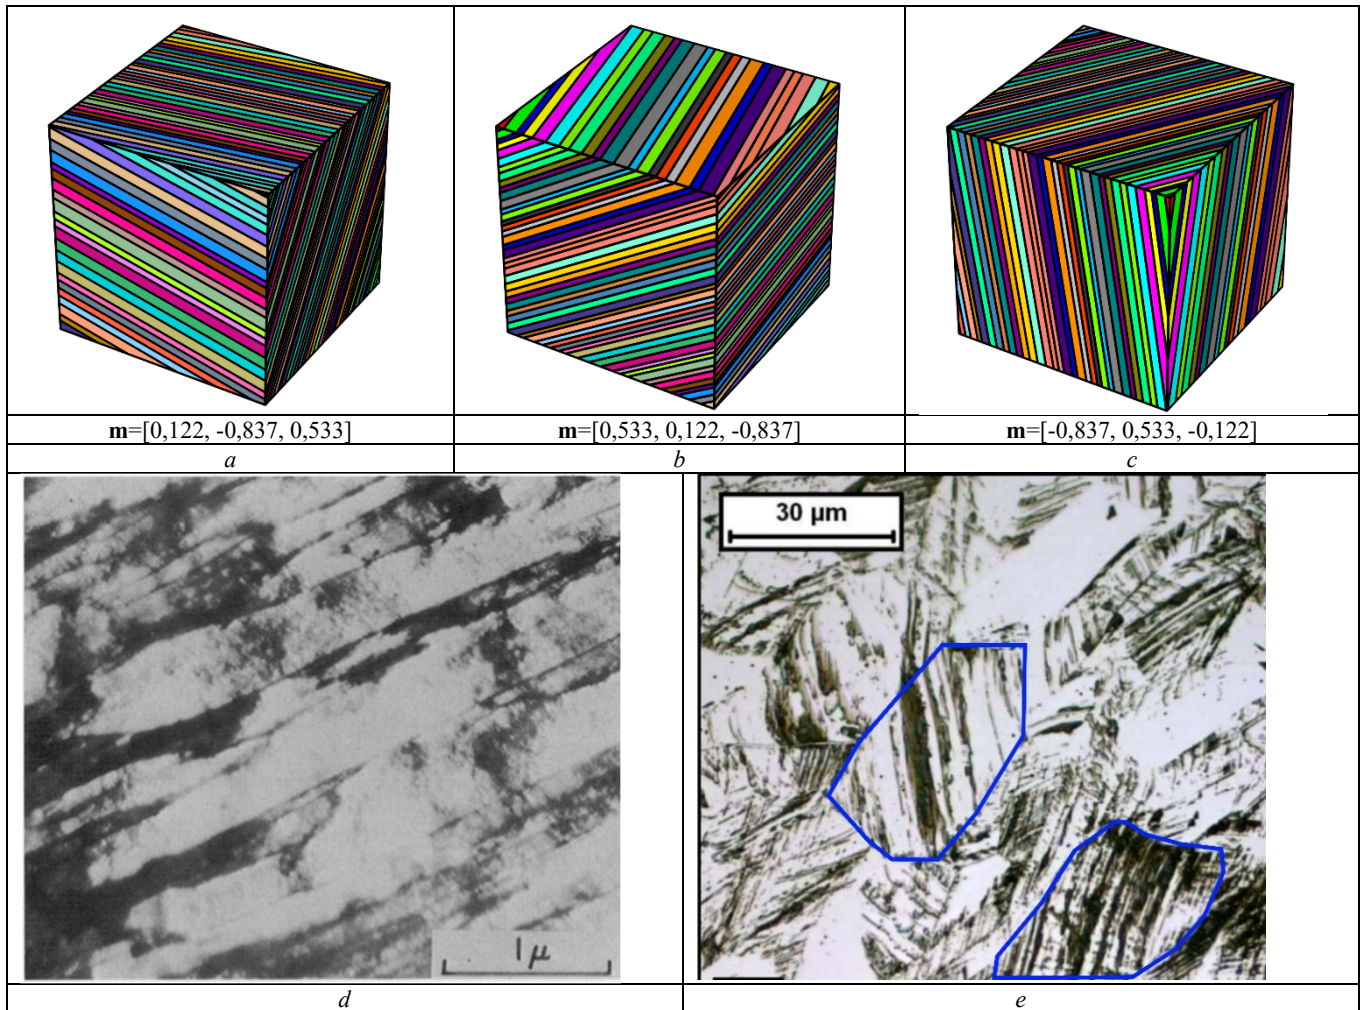 m=[0,122, -0,837, 0,533]
m=[0,533, 0,122, -0,837]
m=[-0,837, 0,533, -0,122]
a
b
c
1 μ
30 μm
d
e